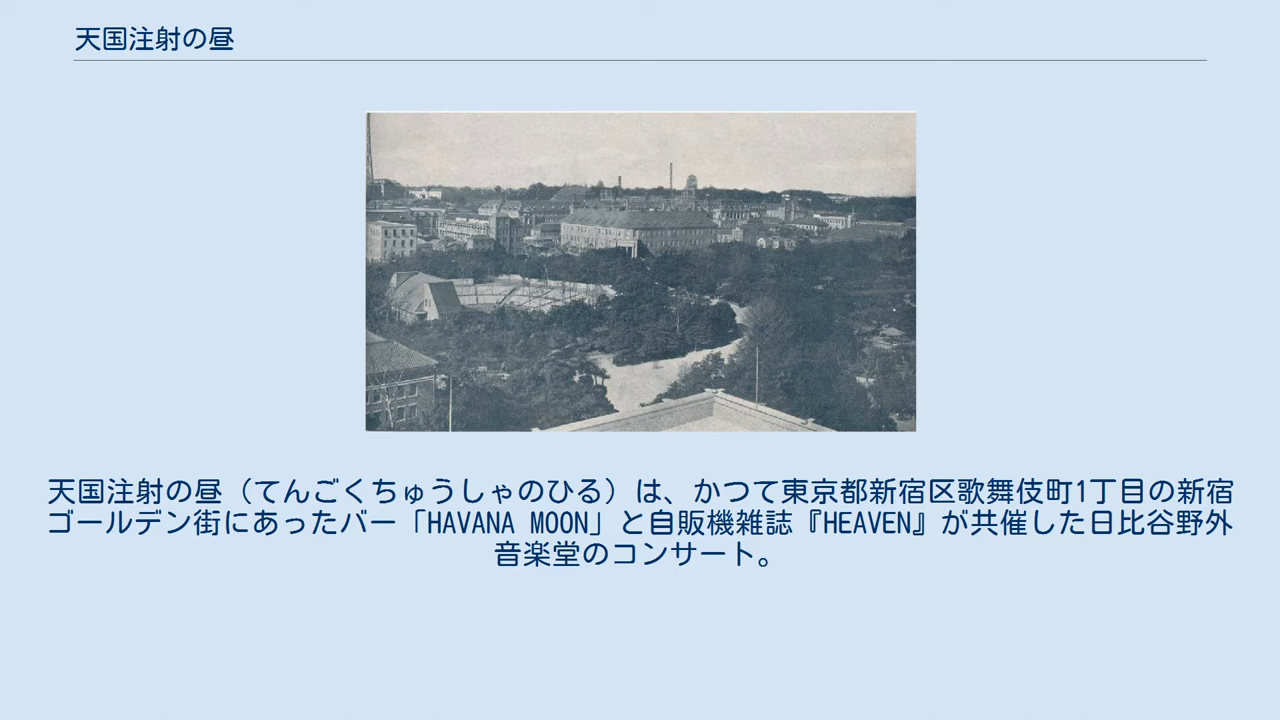 天国注射の昼
天国注射の昼（てんごくちゅうしゃのひる）は、かつて東京都新宿区歌舞伎町1丁目の新宿
ゴールデン街にあったバー「HAVANA MOON」と自販機雑誌『HEAVEN』が共催した日比谷野外
音楽堂のコンサート。